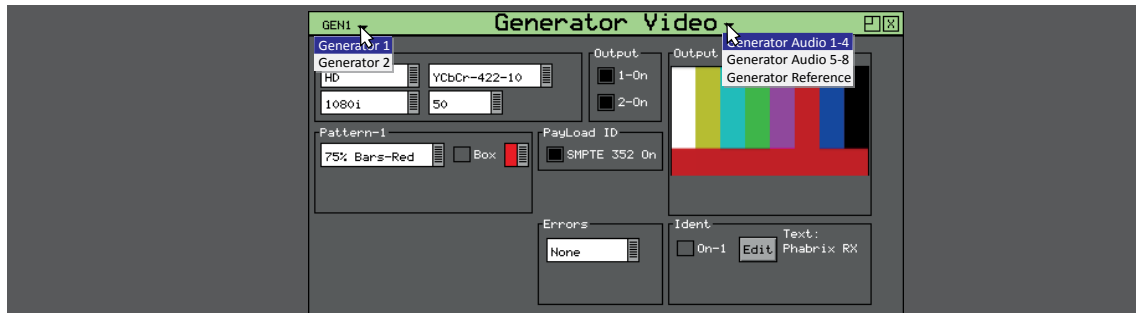 GEN1
Generator Video
Generator 1
Generator 2
Generator Audio 1-4
Generator Audio 5-8
Generator Reference
HD
YCbCr-422-10
1080i
50
Output
1-On
2-On
Output
Pattern-1
75% Bars-Red
Box
PayLoad ID
SMPTE 352 On
Errors
None
Ident
On-1
Edit
Text:
Phabrix RX